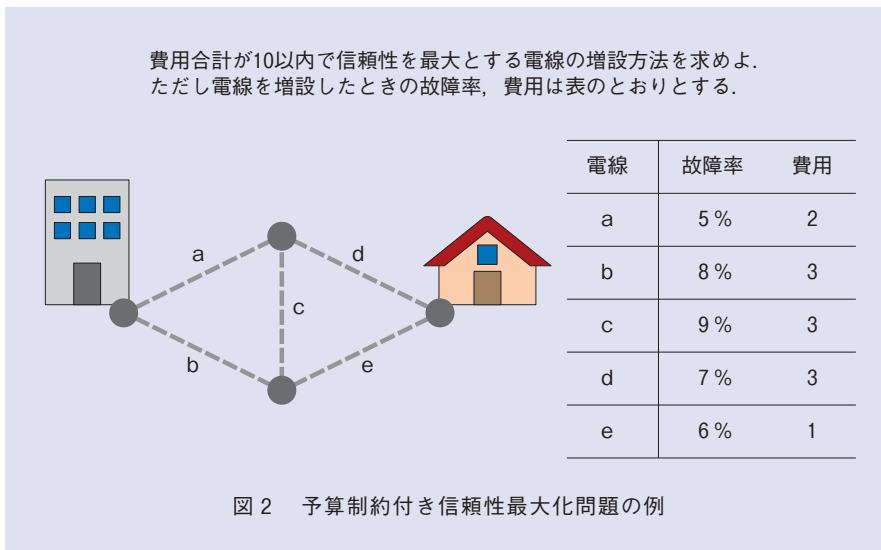 費用合計が10以内で信頼性を最大とする電線の増設方法を求めよ.
ただし電線を増設したときの故障率，費用は表のとおりとする.
電線 故障率 費用
a 5 % 2
b 8 % 3
c 9 % 3
d 7 % 3
e 6 % 1
a
d
c
b
e
図 2 予算制約付き信頼性最大化問題の例